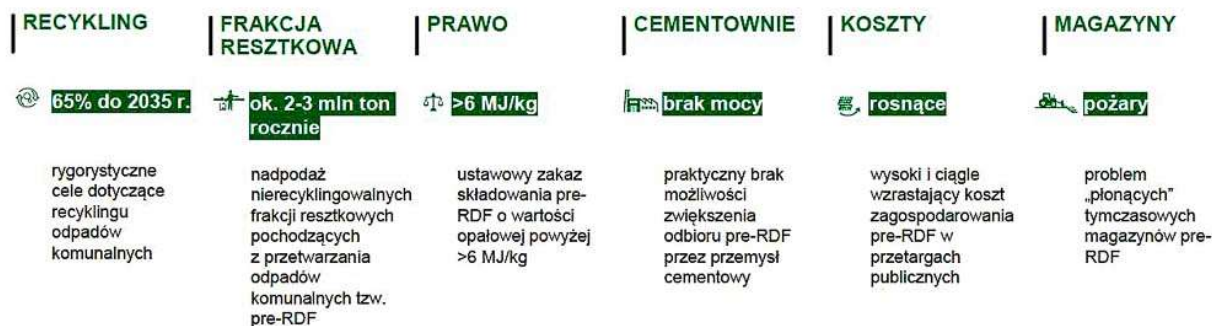 RECYKLING
65% do 2035 r.
rygorystyczne
cele dotyczące
recyklingu
odpadów
komunalnych
FRAKCJA
RESZTKOWA
ok. 2-3 mln ton
rocznie
nadpodaż
nierecyklingowalnych
frakcji resztkowych
pochodzących
z przetwarzania
odpadów
komunalnych tzw.
pre-RDF
PRAWO
>6 MJ/kg
ustawowy zakaz
składowania pre-
RDF o wartości
opałowej powyżej
>6 MJ/kg
CEMENTOWNIE
brak mocy
praktyczny brak
możliwości
zwiększenia
odbioru pre-RDF
przez przemysł
cementowy
KOSZTY
rosnące
wysoki i ciągle
wzrastający koszt
zagospodarowania
pre-RDF w
przetargach
publicznych
MAGAZYNY
pożary
problem
„płonących”
tymczasowych
magazynów pre-
RDF